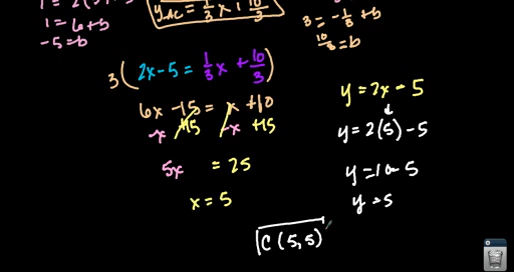 1 = 6 + b
-5 = b
y_AC = 1/3 x + 10/3
3 = -1/3 + b
10/3 = b
3 ( 2x - 5 = 1/3 x + 10/3 )
6x - 15 = x + 10
-x +15 -x +15
5x = 25
x = 5
y = 2x - 5
y = 2(5) - 5
y = 10 - 5
y = 5
C (5, 5)